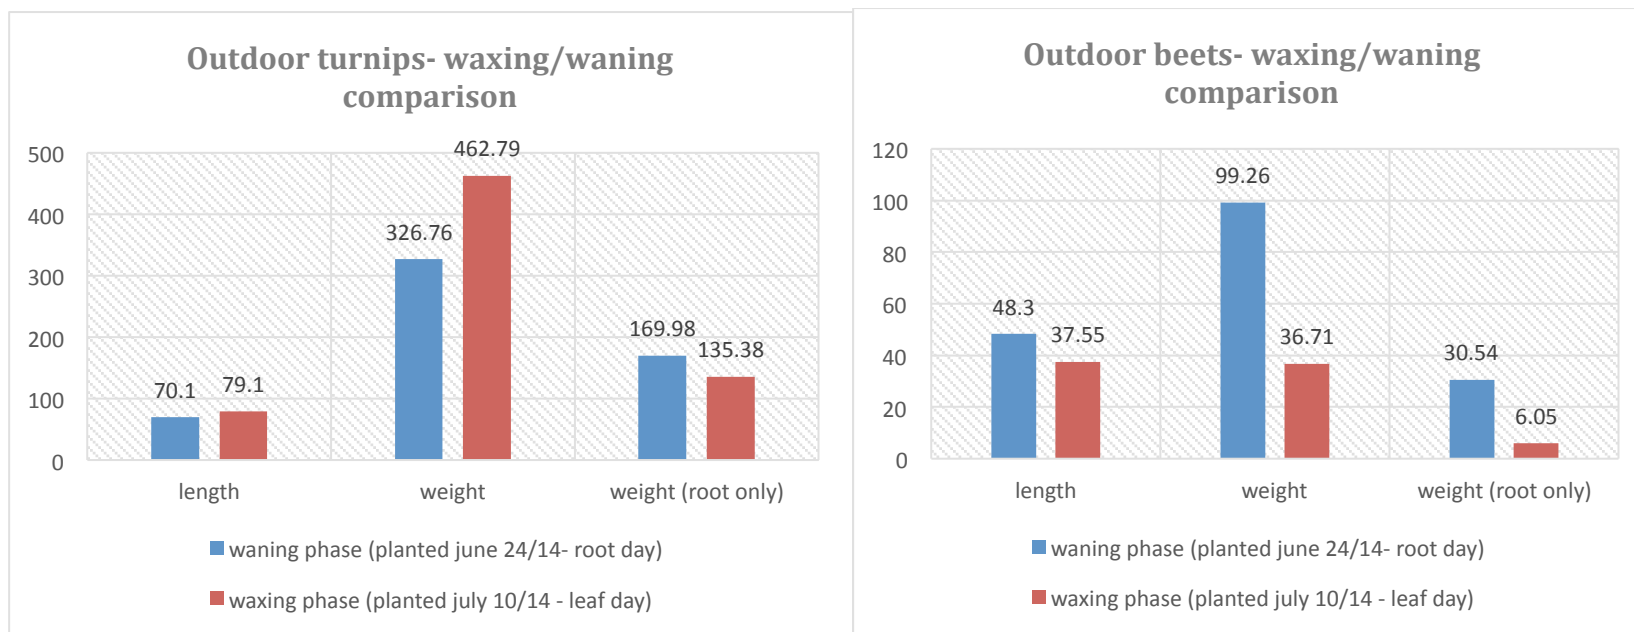 Outdoor turnips- waxing/waning
comparison
500
400
300
200
100
0
70.1
79.1
326.76
462.79
169.98
135.38
length
weight
weight (root only)
waning phase (planted june 24/14- root day)
waxing phase (planted july 10/14 - leaf day)
Outdoor beets- waxing/waning
comparison
120
100
80
60
40
20
0
48.3
37.55
99.26
36.71
30.54
6.05
length
weight
weight (root only)
waning phase (planted june 24/14- root day)
waxing phase (planted july 10/14 - leaf day)